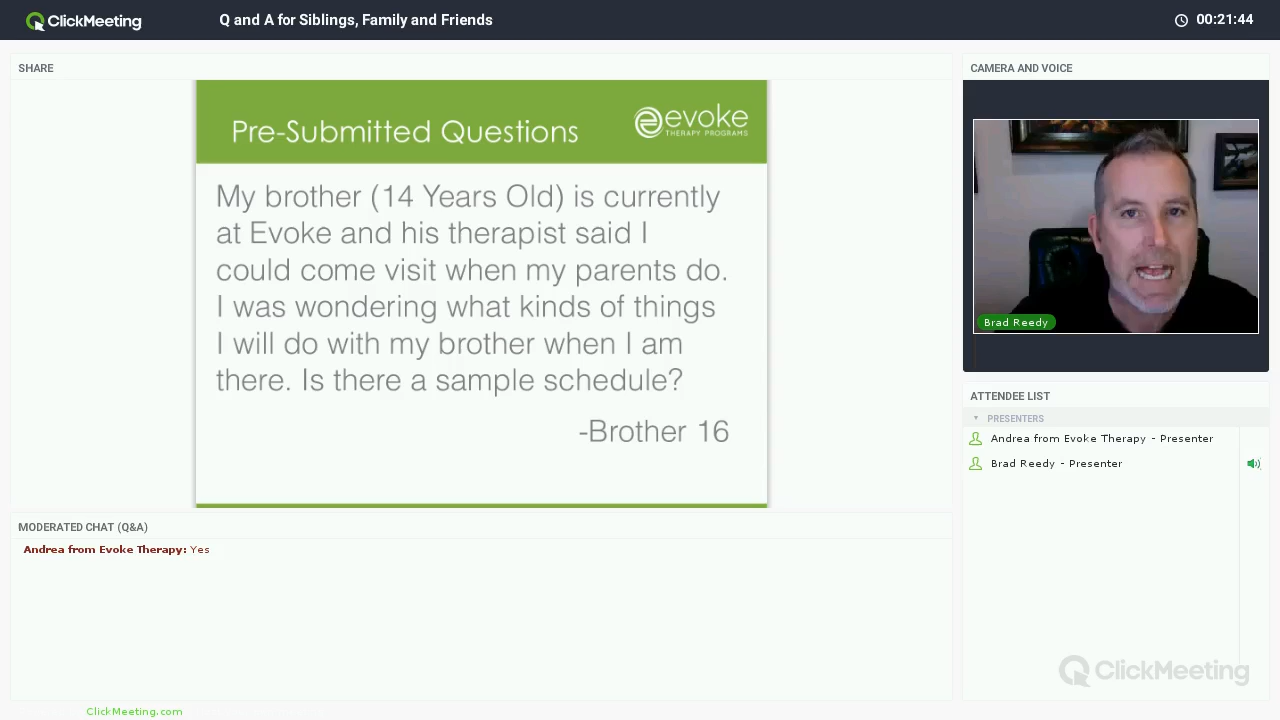 ClickMeeting
Q and A for Siblings, Family and Friends
00:21:44
SHARE
Pre-Submitted Questions
evoke
THERAPY PROGRAMS
My brother (14 Years Old) is currently
at Evoke and his therapist said I
could come visit when my parents do.
I was wondering what kinds of things
I will do with my brother when I am
there. Is there a sample schedule?
-Brother 16
CAMERA AND VOICE
Brad Reedy
ATTENDEE LIST
PRESENTERS
Andrea from Evoke Therapy - Presenter
Brad Reedy - Presenter
MODERATED CHAT (Q&A)
Andrea from Evoke Therapy: Yes
ClickMeeting
ClickMeeting.com